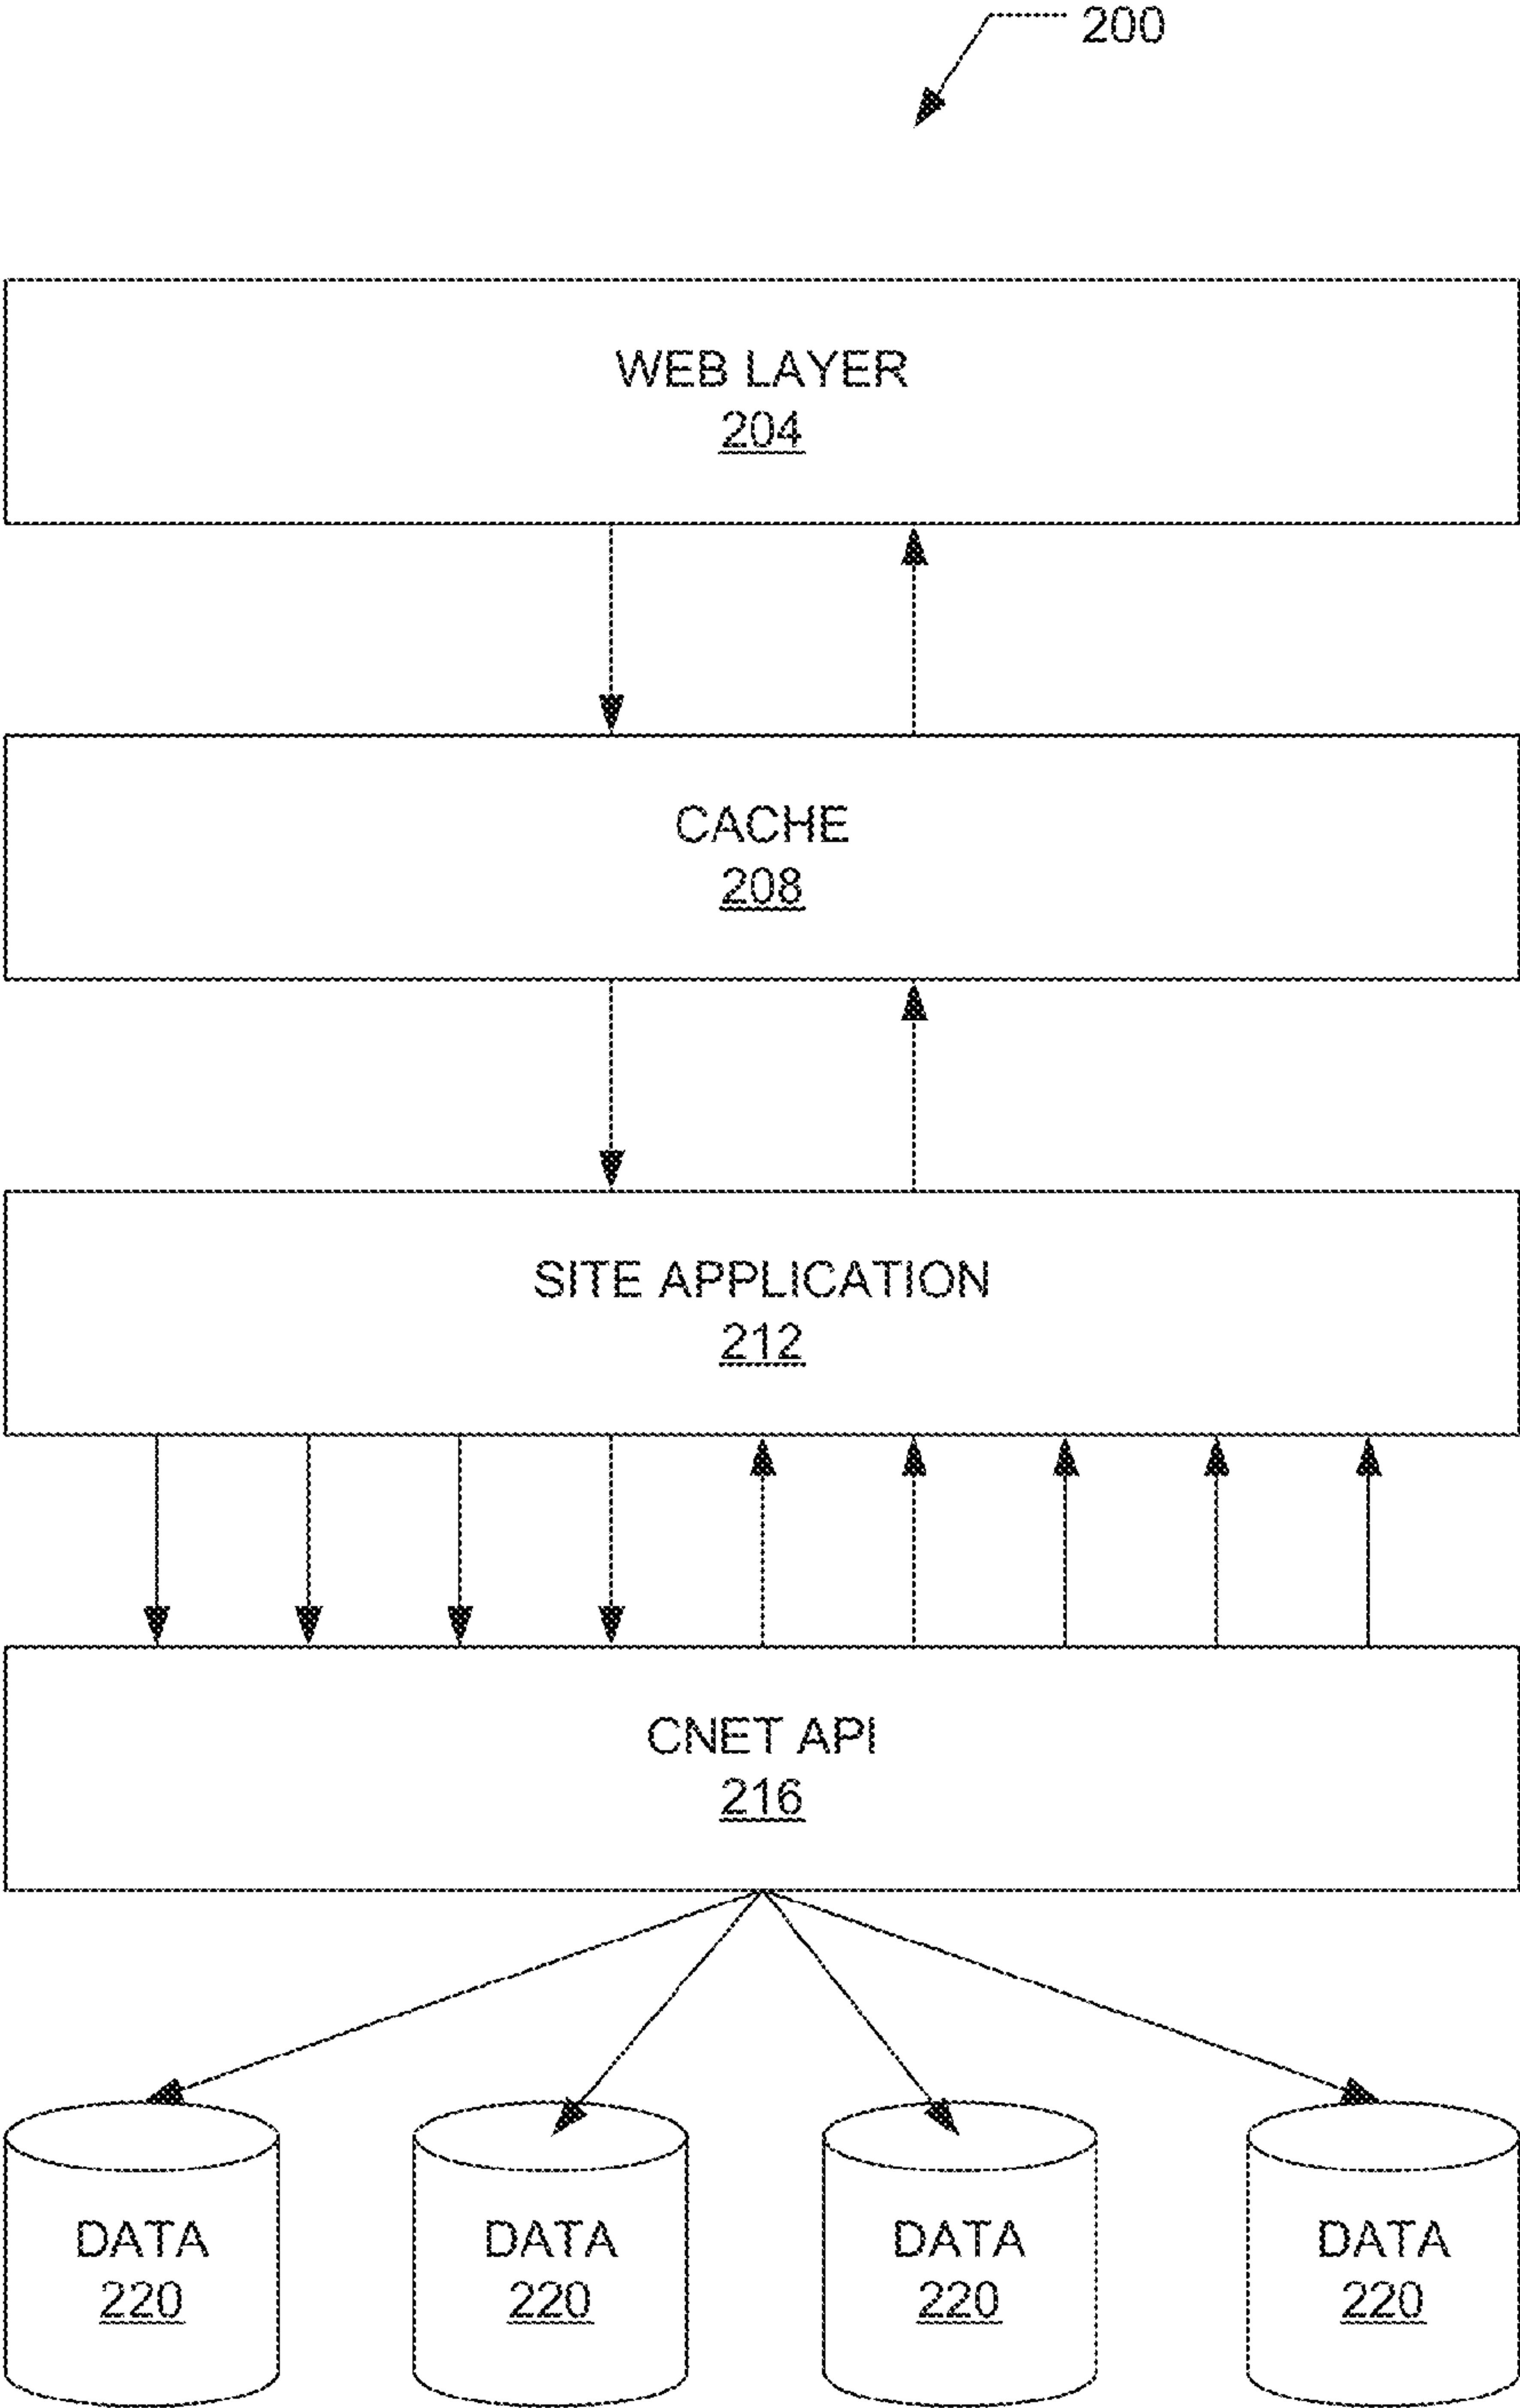 200
WEB LAYER
204
CACHE
208
SITE APPLICATION
212
CNET API
216
DATA DATA DATA DATA
220 220 220 220